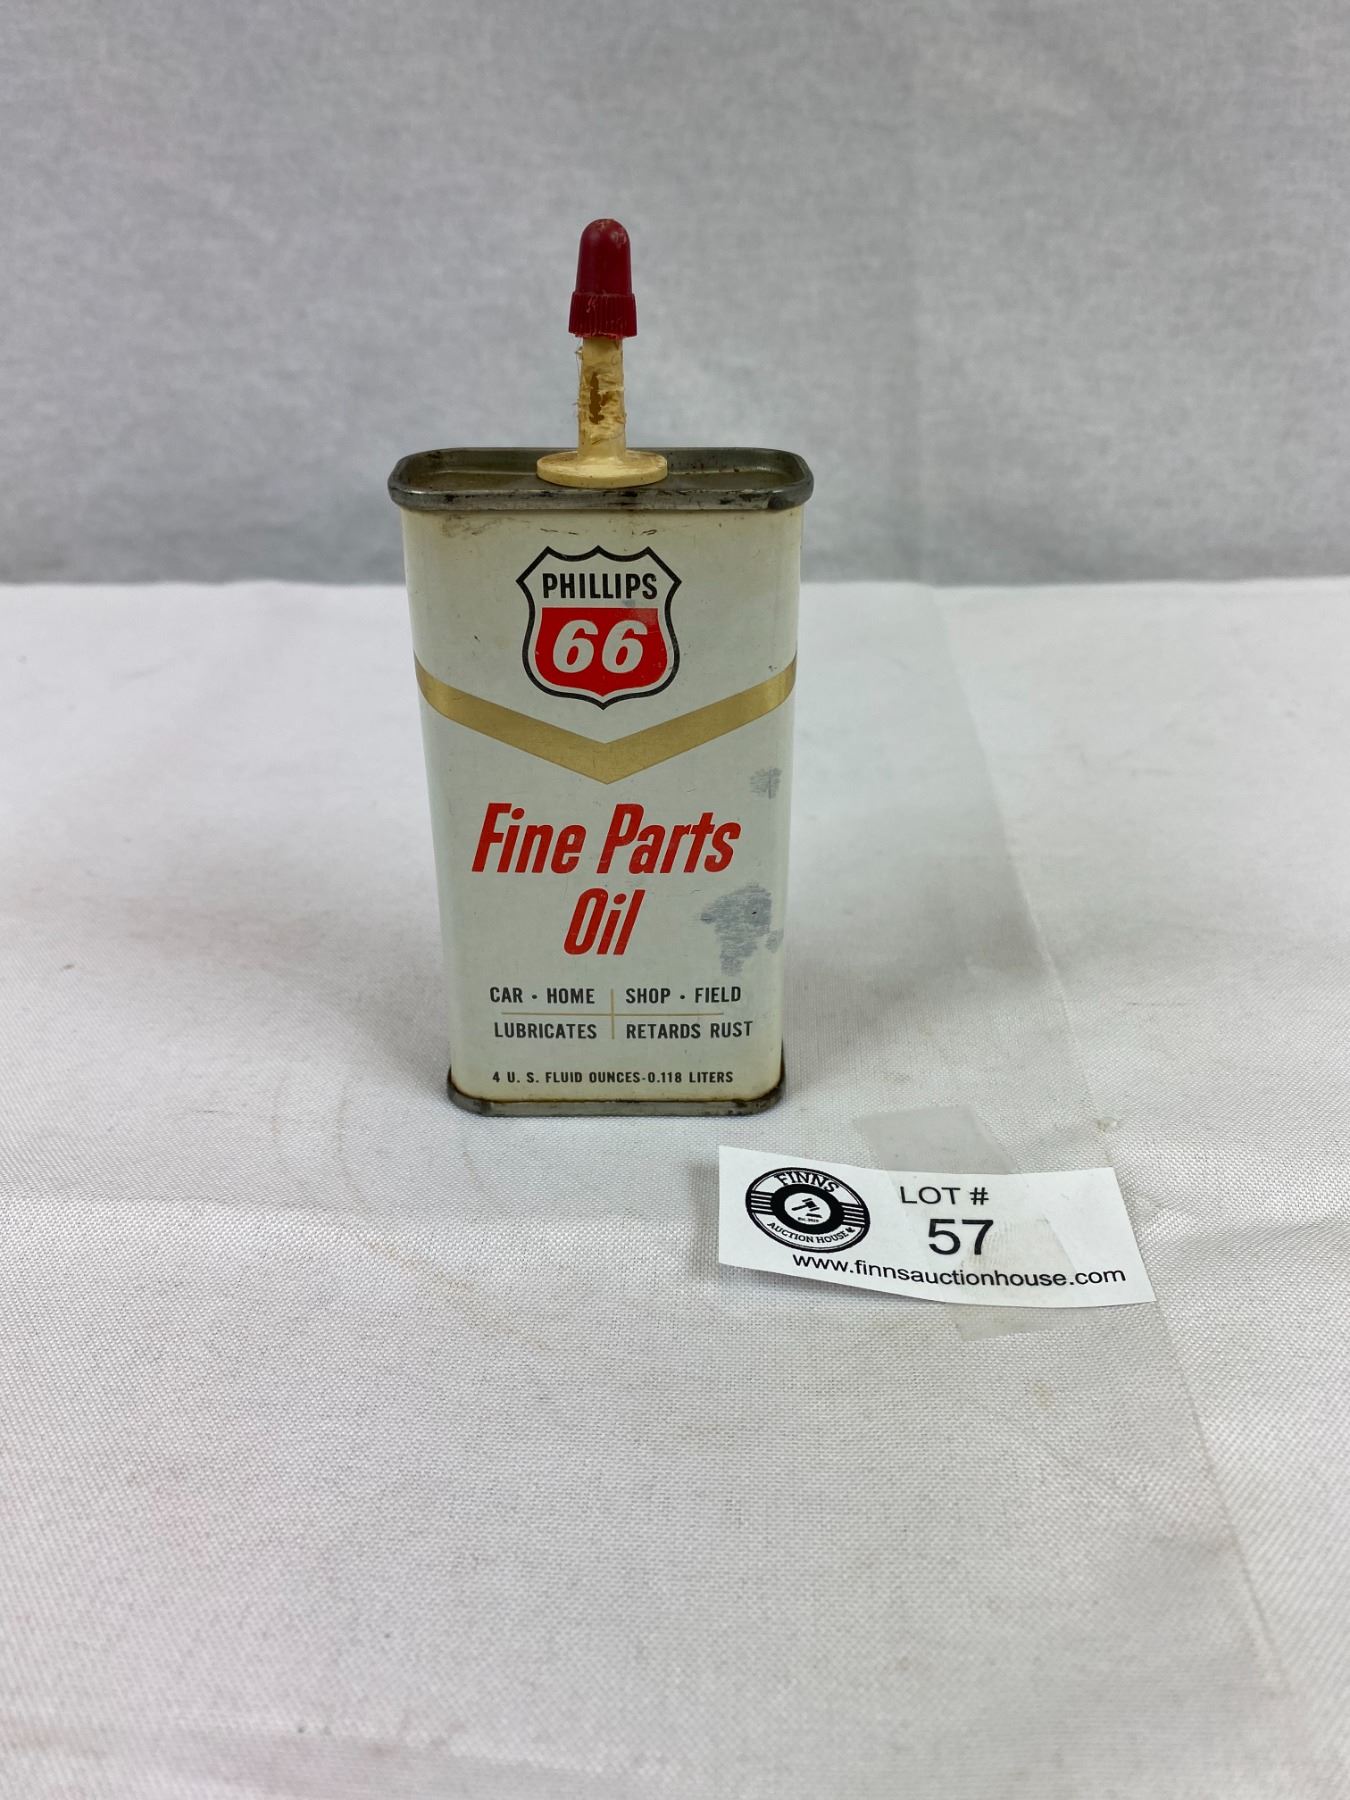 PHILLIPS
66
Fine Parts
Oil
CAR • HOME SHOP • FIELD
LUBRICATES RETARDS RUST
4 U. S. FLUID OUNCES-0.118 LITERS
FINNS
AUCTION HOUSE
LOT #
57
www.finnsauctionhouse.com